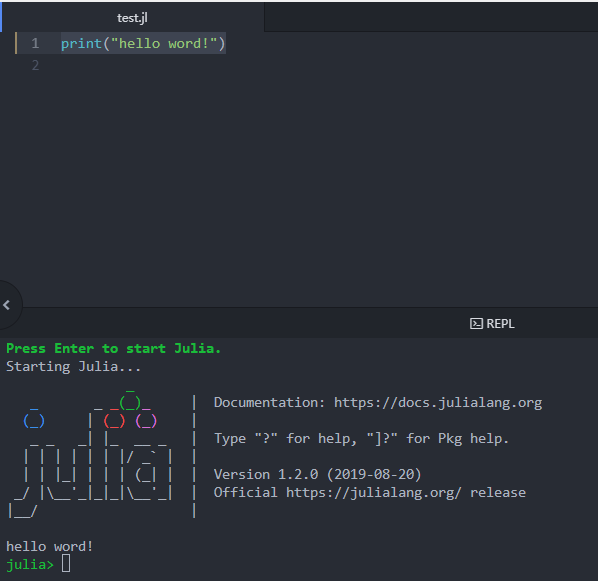 test.jl
1 print("hello word!")
2
REPL
Press Enter to start Julia.
Starting Julia...
               _
   _       _ _(_)_     |  Documentation: https://docs.julialang.org
  (_)     | (_) (_)    |
   _ _   _| |_  __ _   |  Type "?" for help, "]?" for Pkg help.
  | | | | | | |/ _` |  |
  | | |_| | | | (_| |  |  Version 1.2.0 (2019-08-20)
 _/ |\__'_|_|_|\__'_|  |  Official https://julialang.org/ release
|__/                   |
hello word!
julia>